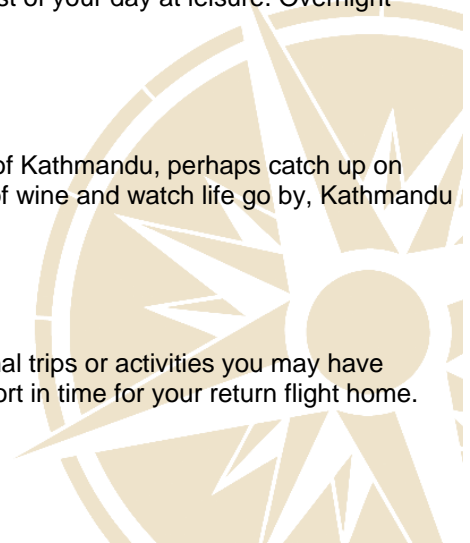 st of your day at leisure. Overnight
of Kathmandu, perhaps catch up on
of wine and watch life go by, Kathmandu
nal trips or activities you may have
ort in time for your return flight home.